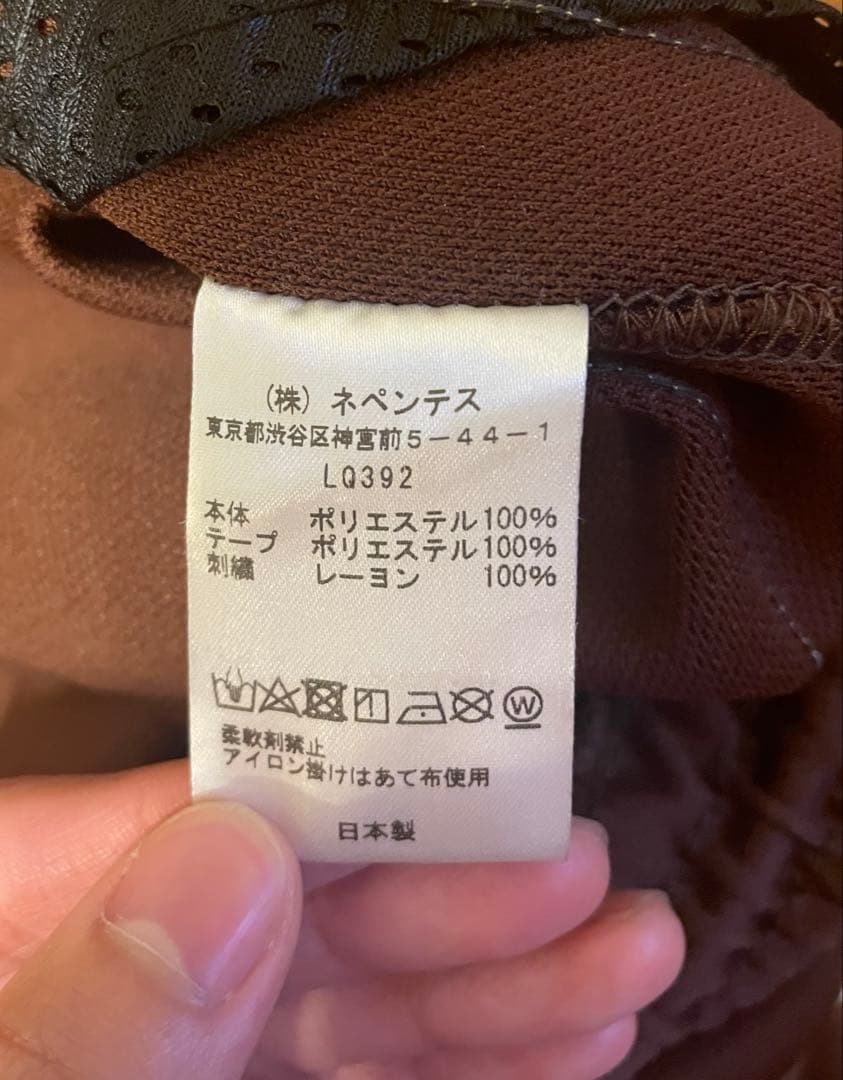 (株) ネペンテス
東京都渋谷区神宮前5-44-1
LQ392
本体 ポリエステル100%
テープ ポリエステル100%
刺繍 レーヨン 100%
W
柔軟剤禁止
アイロン掛けはあて布使用
日本製